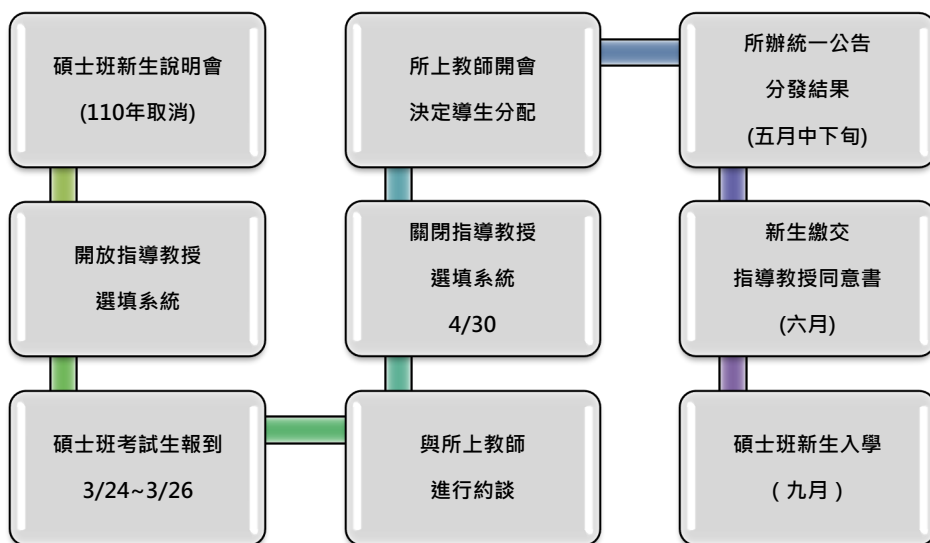 碩士班新生說明會
(110年取消)
開放指導教授
選填系統
碩士班考試生報到
3/24~3/26
與所上教師
進行約談
關閉指導教授
選填系統
4/30
所上教師開會
決定導生分配
所辦統一公告
分發結果
(五月中下旬)
新生繳交
指導教授同意書
(六月)
碩士班新生入學
(九月)